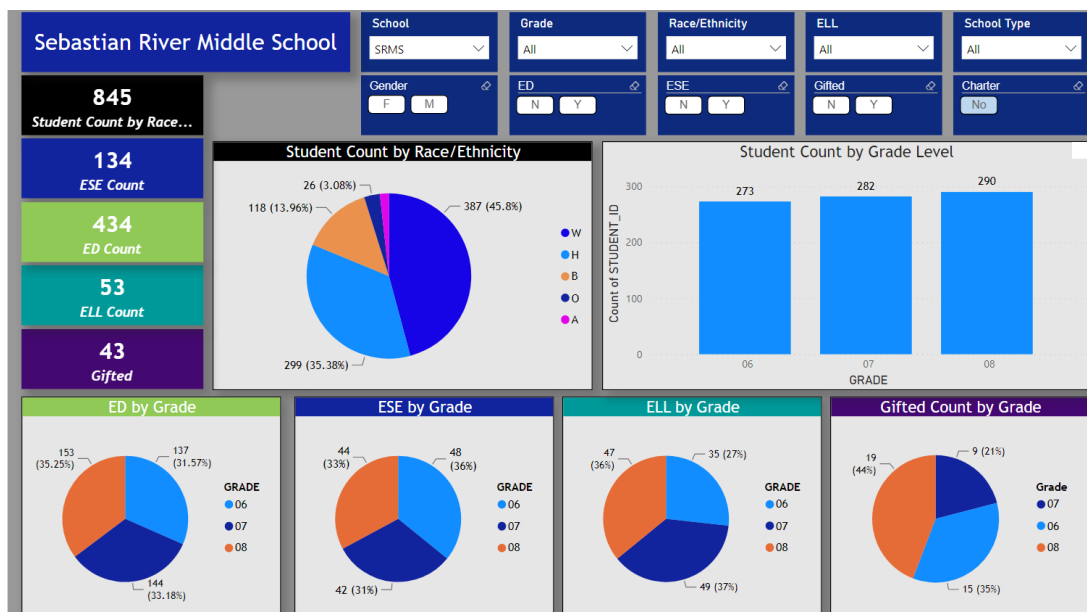 Sebastian River Middle School
School
SRMS
Grade
All
Race/Ethnicity
All
ELL
All
School Type
All
Gender
F M
ED
N Y
ESE
N Y
Gifted
N Y
Charter
No
845
Student Count by Race...
134
ESE Count
434
ED Count
53
ELL Count
43
Gifted
Student Count by Race/Ethnicity
26 (3.08%)
118 (13.96%)
387 (45.8%)
299 (35.38%)
W
H
B
O
A
Student Count by Grade Level
Count of STUDENT_ID
300
200
100
0
273
282
290
06
07
08
GRADE
ED by Grade
153
(35.25%)
137
(31.57%)
144
(33.18%)
GRADE
06
07
08
ESE by Grade
44
(33%)
48
(36%)
42 (31%)
GRADE
06
07
08
ELL by Grade
47
(36%)
35 (27%)
49 (37%)
GRADE
06
07
08
Gifted Count by Grade
19
(44%)
9 (21%)
15 (35%)
Grade
07
06
08